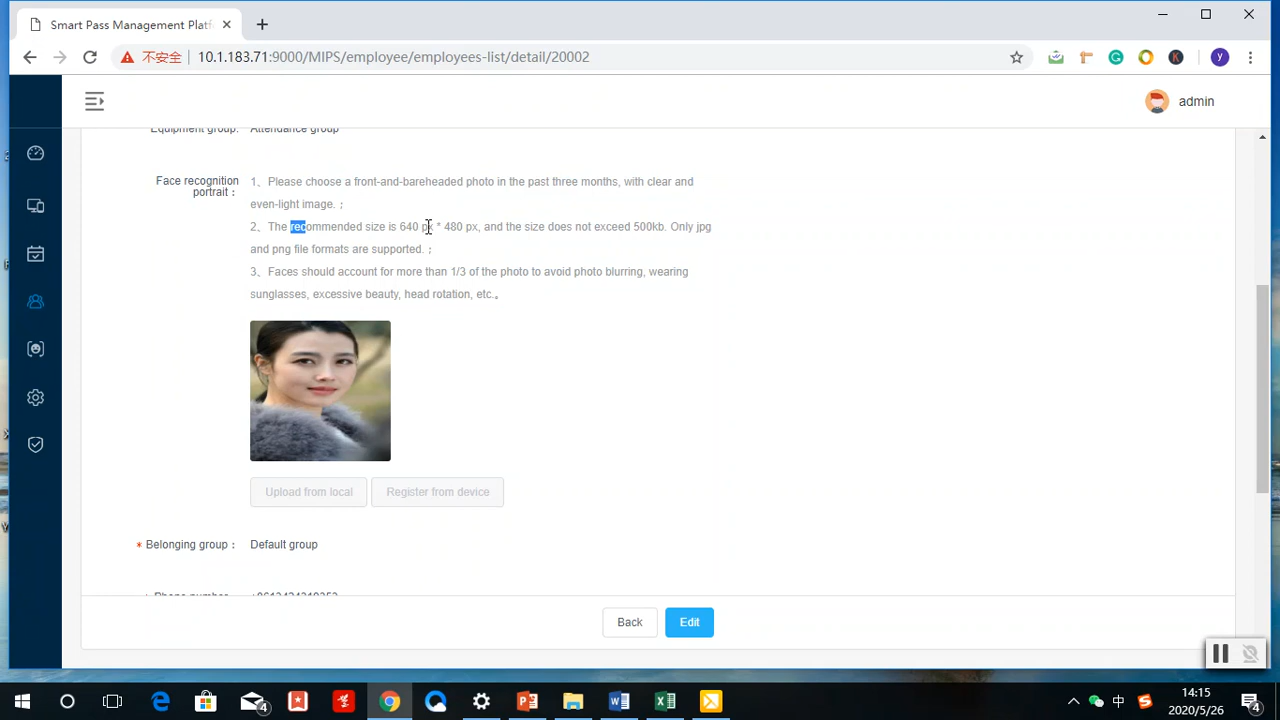 Smart Pass Management Platf
不安全
10.1.183.71:9000/MIPS/employee/employees-list/detail/20002
y
admin
Equipment group: Attendance group
Face recognition portrait：
1、Please choose a front-and-bareheaded photo in the past three months, with clear and
even-light image.；
2、The recommended size is 640 px * 480 px, and the size does not exceed 500kb. Only jpg
and png file formats are supported.；
3、Faces should account for more than 1/3 of the photo to avoid photo blurring, wearing
sunglasses, excessive beauty, head rotation, etc.。
Upload from local
Register from device
* Belonging group： Default group
Phone number
Back
Edit
4
中
14:15
2020/5/26
4